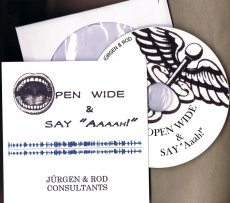 OPEN WIDE
&
SAY "Aaaah!"
JÜRGEN & ROD
CONSULTANTS
JÜRGEN & ROD
OPEN WIDE
&
SAY "Aaah!"